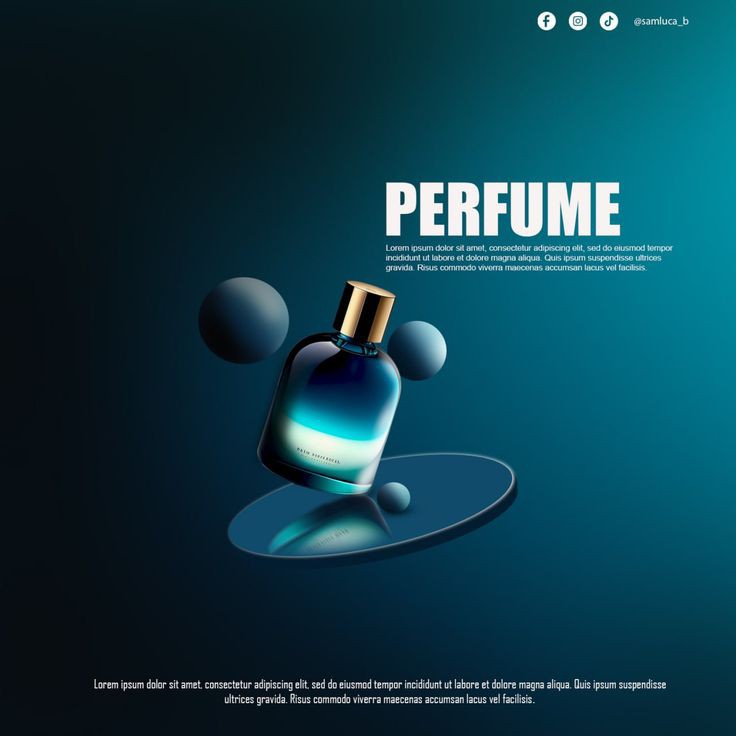 @samluca_b
PERFUME
Lorem ipsum dolor sit amet, consectetur adipiscing elit, sed do eiusmod tempor
incididunt ut labore et dolore magna aliqua. Quis ipsum suspendisse ultrices
gravida. Risus commodo viverra maecenas accumsan lacus vel facilisis.
Lorem ipsum dolor sit amet, consectetur adipiscing elit, sed do eiusmod tempor incididunt ut labore et dolore magna aliqua. Quis ipsum suspendisse
ultrices gravida. Risus commodo viverra maecenas accumsan lacus vel facilisis.